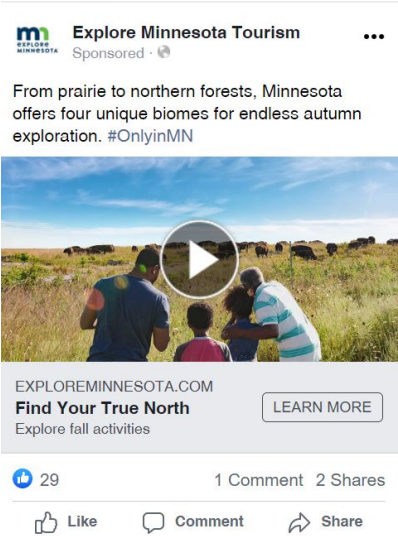 mn
EXPLORE
MINNESOTA
Explore Minnesota Tourism
Sponsored ·
From prairie to northern forests, Minnesota
offers four unique biomes for endless autumn
exploration. #OnlyinMN
EXPLOREMINNESOTA.COM
Find Your True North
Explore fall activities
LEARN MORE
29
1 Comment 2 Shares
Like Comment Share